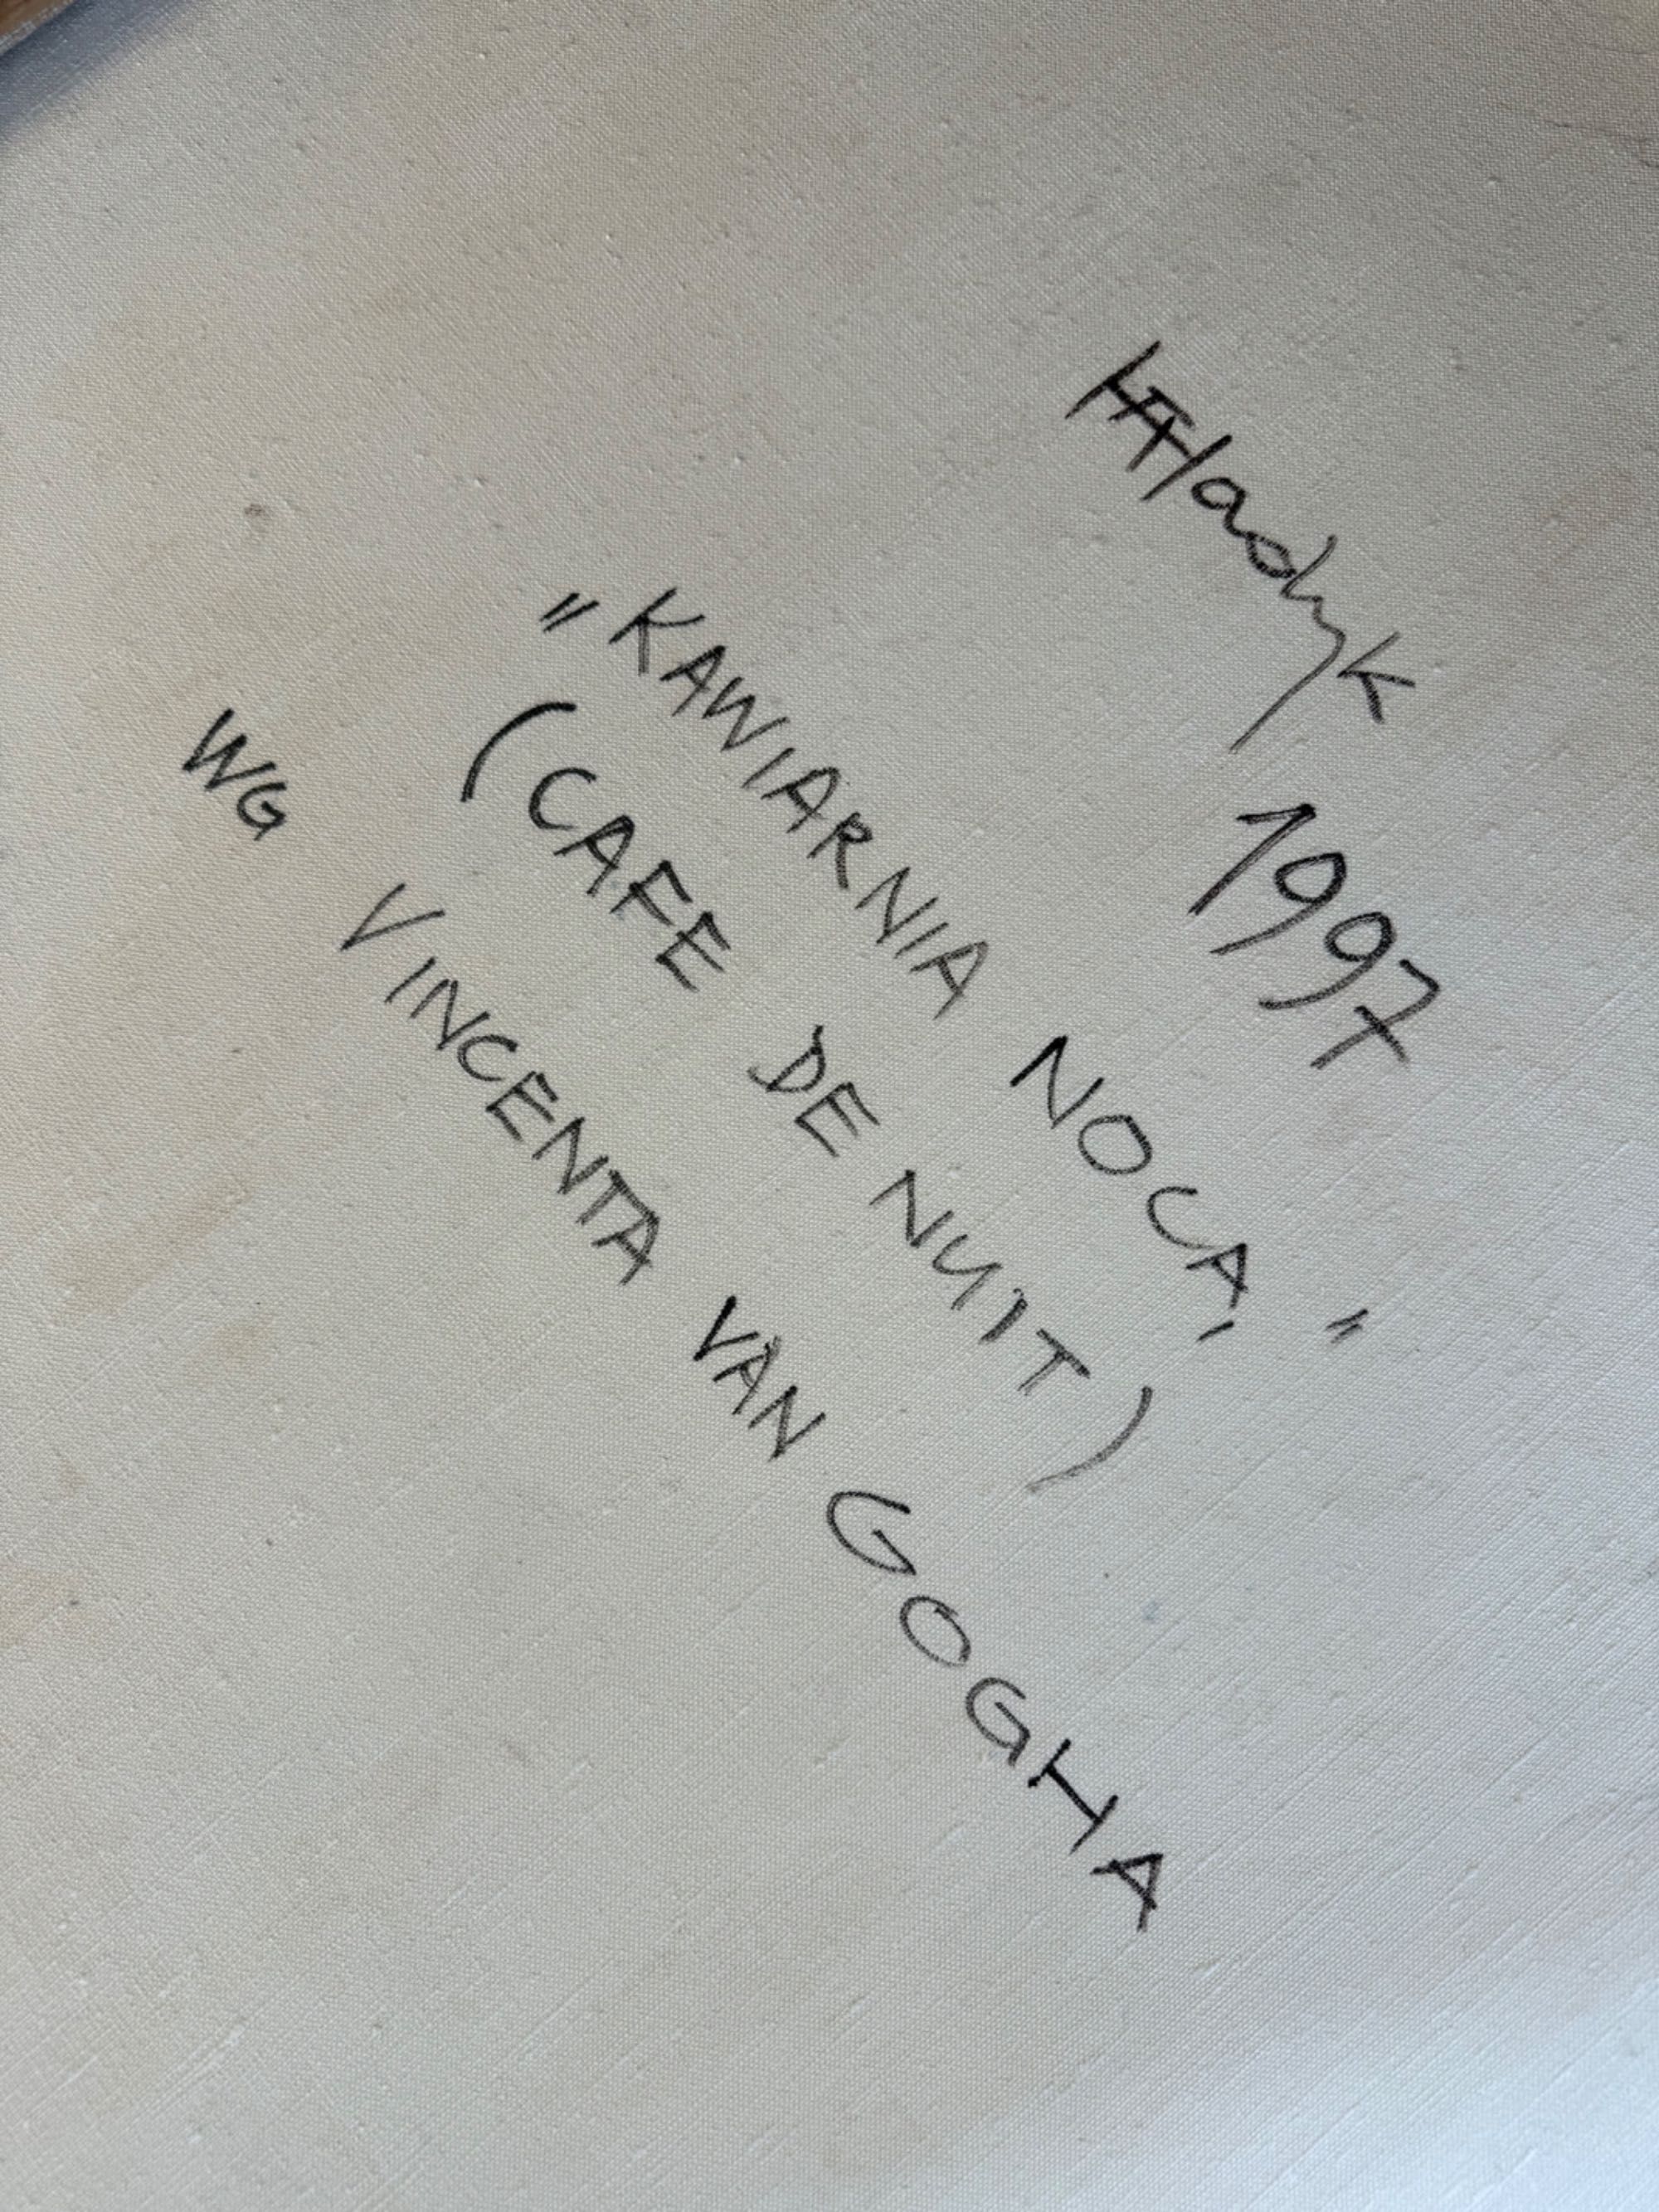 1997
"KAWIARNIA NOCĄ"
(CAFE DE NUIT)
WG VINCENTA VAN GOGHA